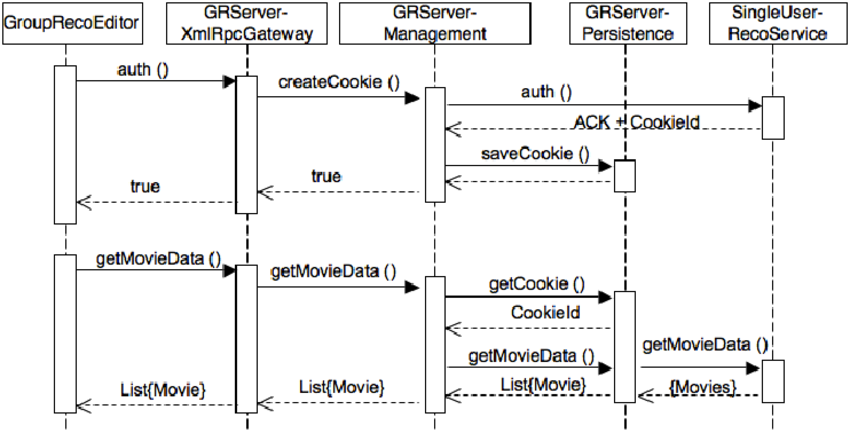 GroupRecoEditor
GRServer-
XmlRpcGateway
GRServer-
Management
GRServer-
Persistence
SingleUser-
RecoService
auth ()
createCookie ()
auth ()
ACK + CookieId
saveCookie ()
true
true
getMovieData ()
getMovieData ()
getCookie ()
CookieId
getMovieData ()
getMovieData ()
List{Movie}
List{Movie}
List{Movie}
{Movies}